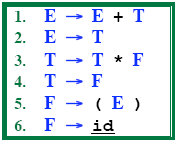 1. E → E + T
2. E → T
3. T → T * F
4. T → F
5. F → ( E )
6. F → id